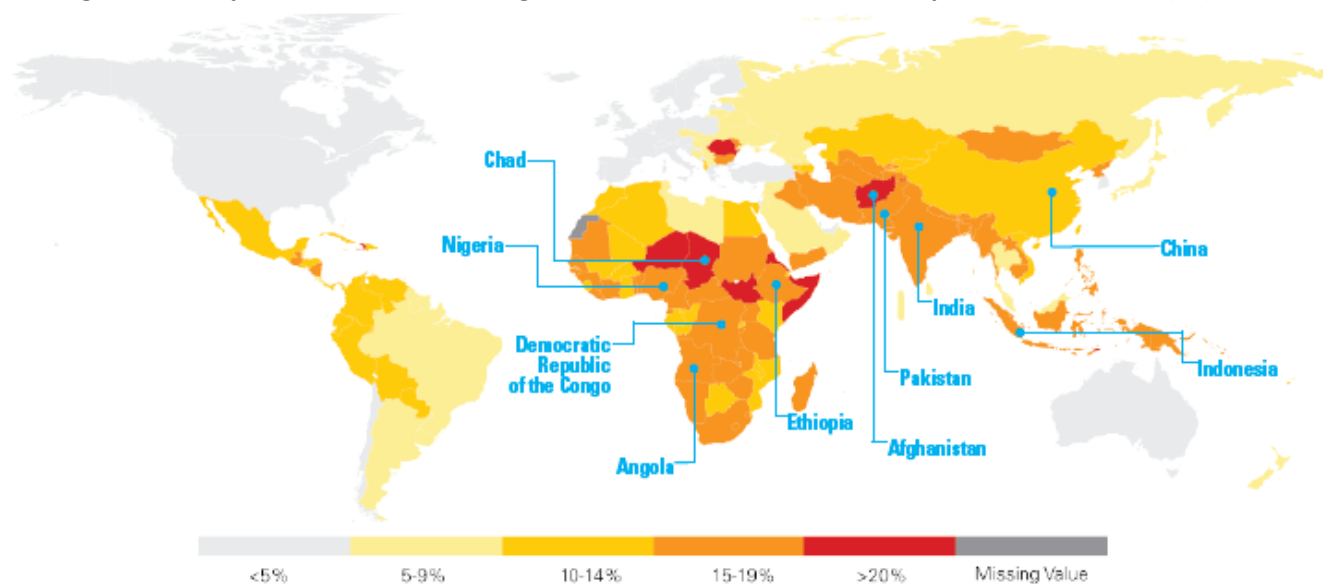 Chad
Nigeria
Democratic
Republic
of the Congo
Angola
Ethiopia
Afghanistan
Pakistan
India
China
Indonesia
<5%
5-9%
10-14%
15-19%
>20%
Missing Value